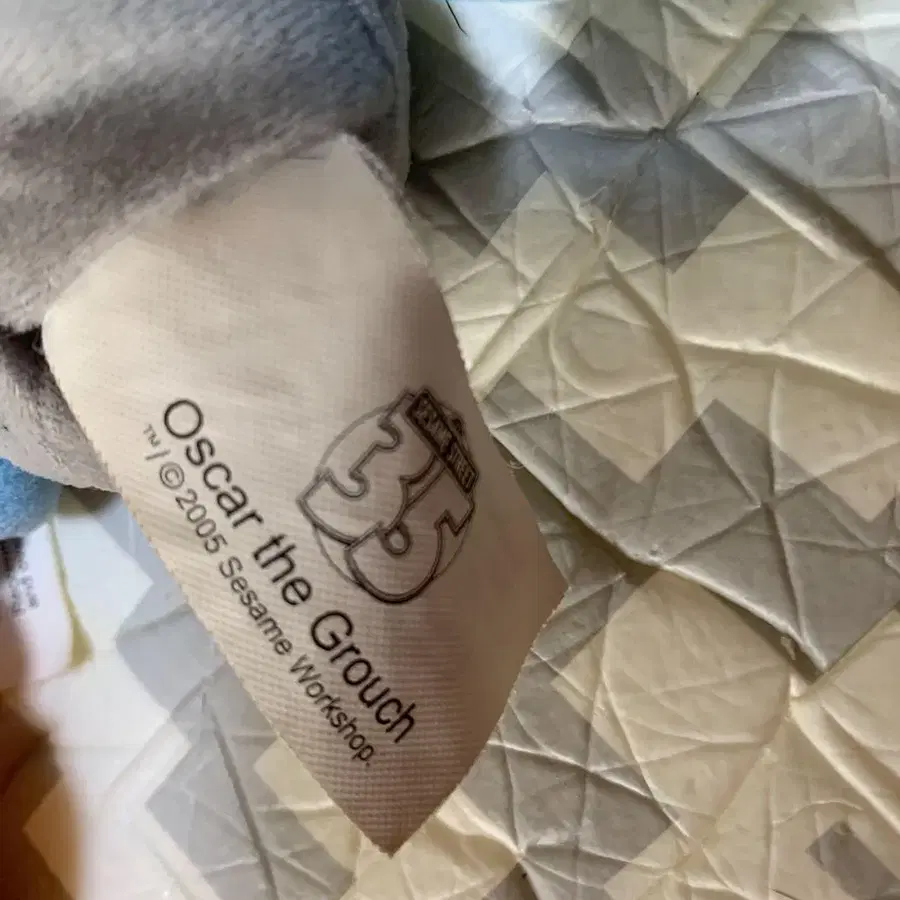 SESAME STREET
35
Oscar the Grouch
™/© 2005 Sesame Workshop.